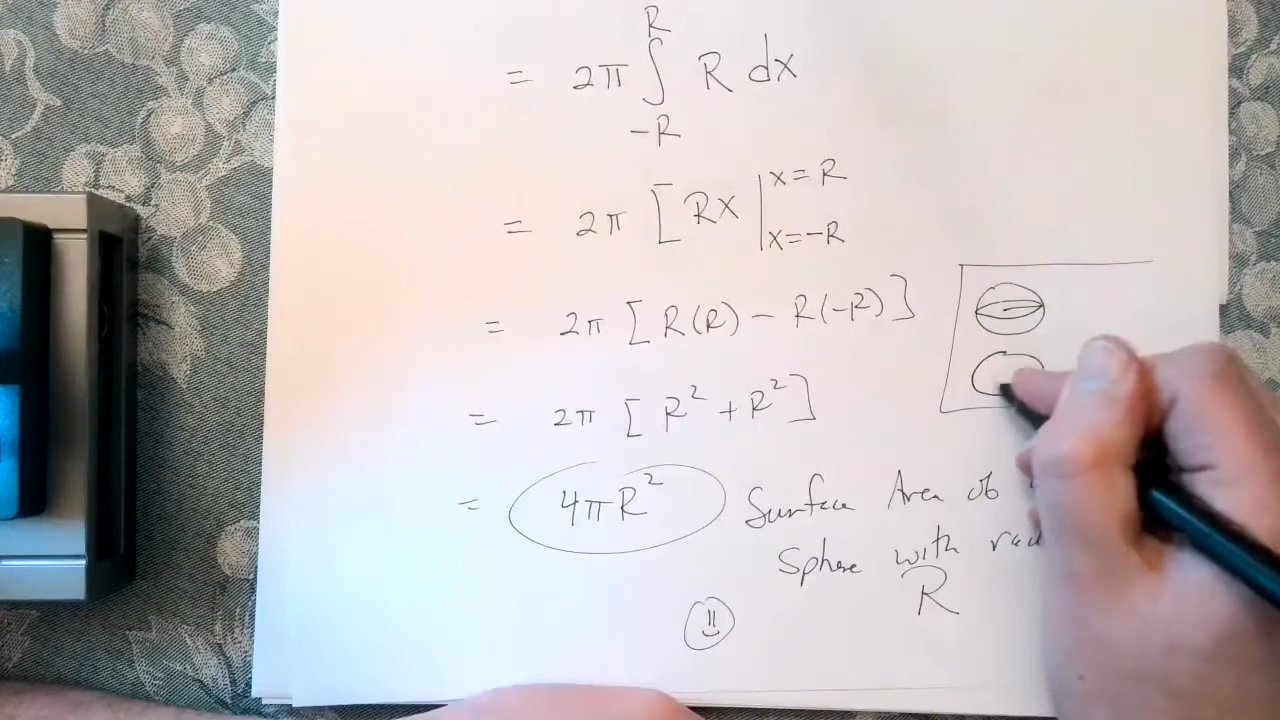 = 2π ∫_{-R}^{R} R dx
= 2π [ Rx |_{x=-R}^{x=R}
= 2π [ R(R) - R(-R) ]
= 2π [ R² + R² ]
= 4πR² Surface Area of
Sphere with
R